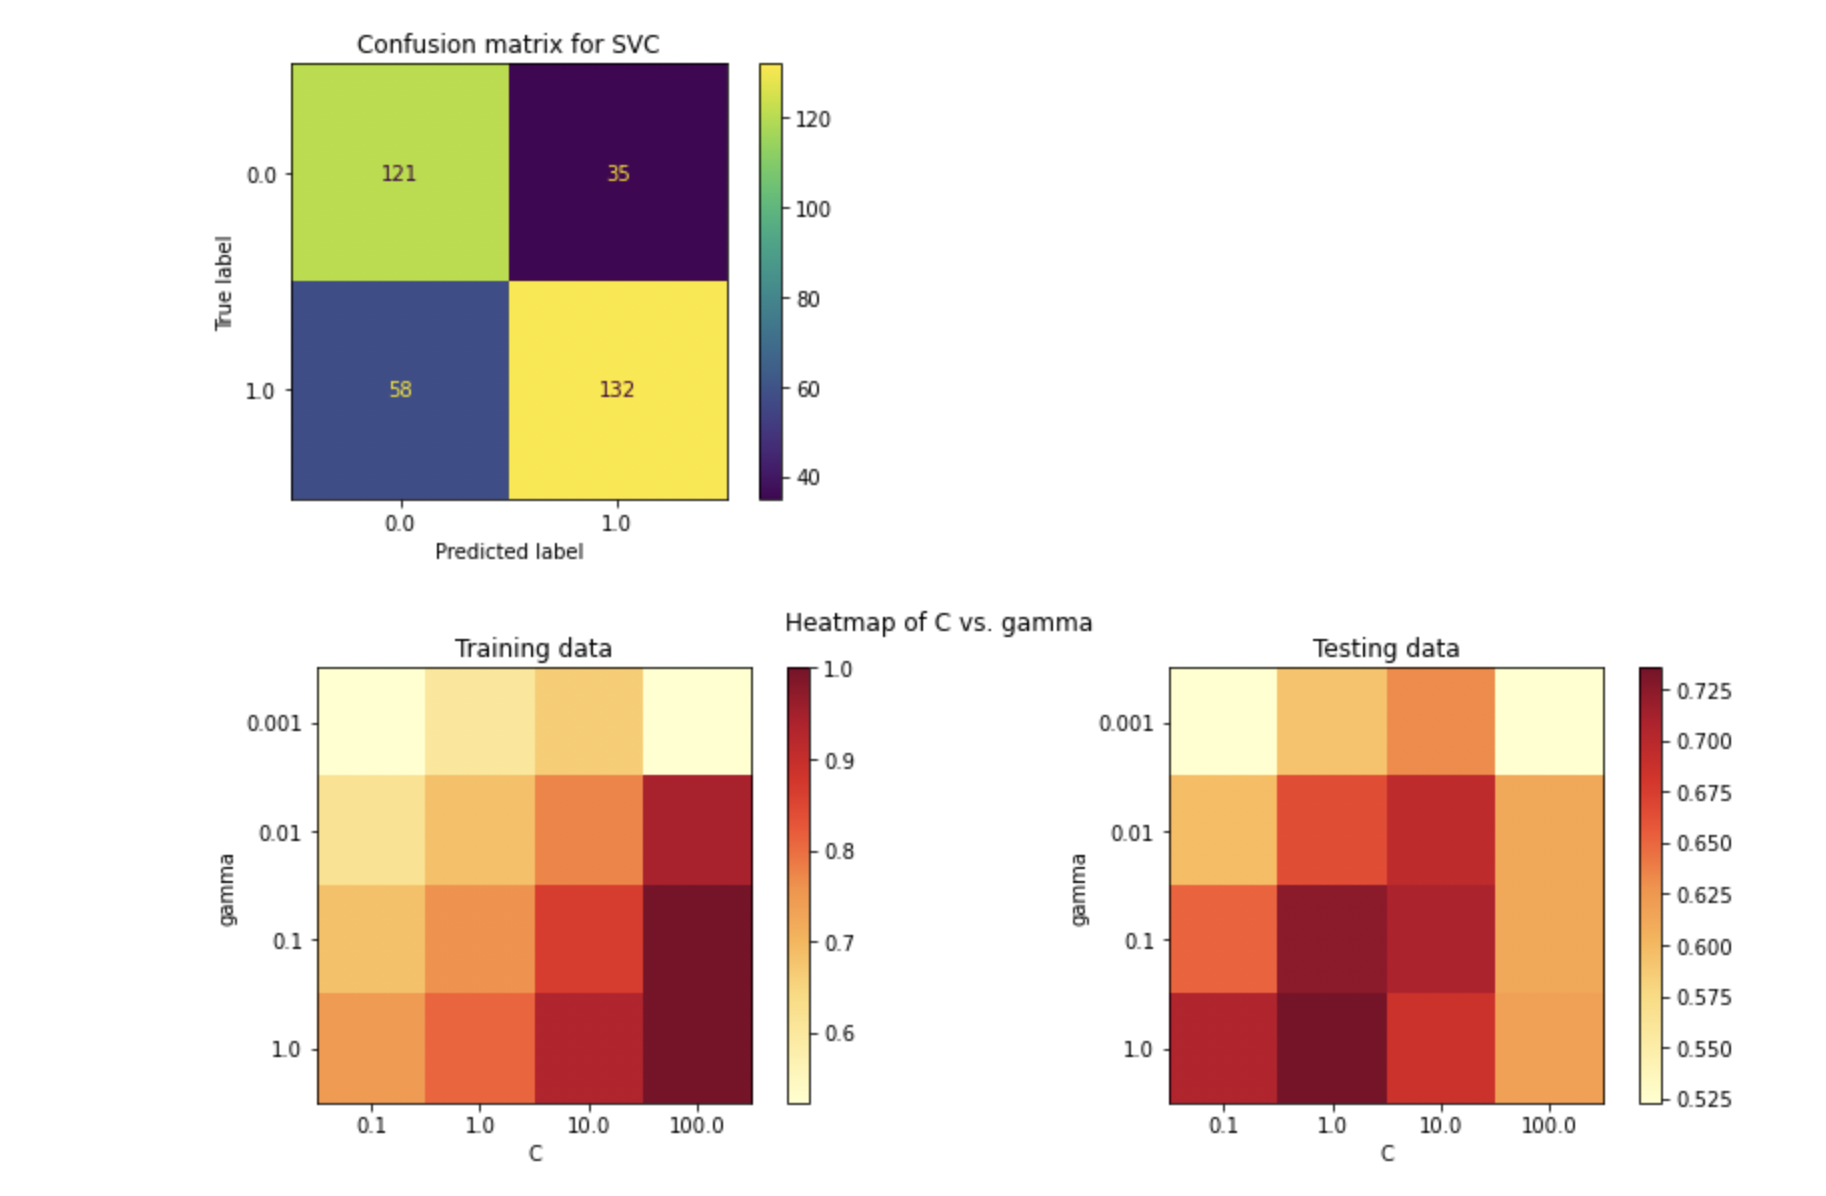 Confusion matrix for SVC
True label
0.0
121
35
1.0
58
132
0.0 1.0
Predicted label
120
100
80
60
40
Heatmap of C vs. gamma
Training data
gamma
0.001
0.01
0.1
1.0
0.1 1.0 10.0 100.0
C
1.0
0.9
0.8
0.7
0.6
Testing data
gamma
0.001
0.01
0.1
1.0
0.1 1.0 10.0 100.0
C
0.725
0.700
0.675
0.650
0.625
0.600
0.575
0.550
0.525